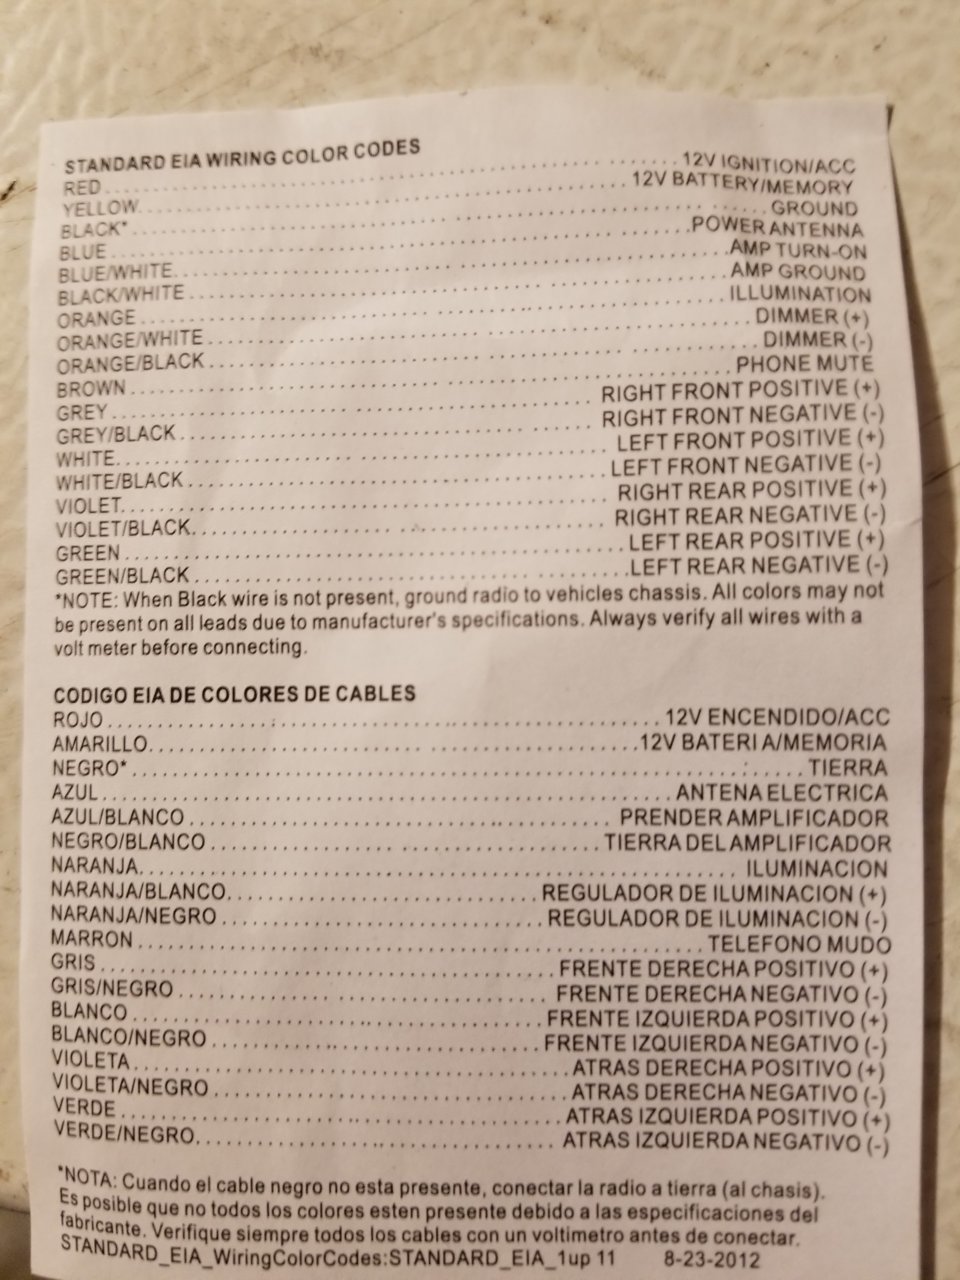 STANDARD EIA WIRING COLOR CODES
RED..........12V IGNITION/ACC
YELLOW..........12V BATTERY/MEMORY
BLACK*..........GROUND
BLUE..........POWER ANTENNA
BLUE/WHITE..........AMP TURN-ON
BLACK/WHITE..........AMP GROUND
ORANGE..........ILLUMINATION
ORANGE/WHITE..........DIMMER (+)
ORANGE/BLACK..........DIMMER (-)
BROWN..........PHONE MUTE
GREY..........RIGHT FRONT POSITIVE (+)
GREY/BLACK..........RIGHT FRONT NEGATIVE (-)
WHITE..........LEFT FRONT POSITIVE (+)
WHITE/BLACK..........LEFT FRONT NEGATIVE (-)
VIOLET..........RIGHT REAR POSITIVE (+)
VIOLET/BLACK..........RIGHT REAR NEGATIVE (-)
GREEN..........LEFT REAR POSITIVE (+)
GREEN/BLACK..........LEFT REAR NEGATIVE (-)
*NOTE: When Black wire is not present, ground radio to vehicles chassis. All colors may not
be present on all leads due to manufacturer's specifications. Always verify all wires with a
volt meter before connecting.
CODIGO EIA DE COLORES DE CABLES
ROJO..........12V ENCENDIDO/ACC
AMARILLO..........12V BATERI A/MEMORIA
NEGRO*..........TIERRA
AZUL..........ANTENA ELECTRICA
AZUL/BLANCO..........PRENDER AMPLIFICADOR
NEGRO/BLANCO..........TIERRA DEL AMPLIFICADOR
NARANJA..........ILUMINACION
NARANJA/BLANCO..........REGULADOR DE ILUMINACION (+)
NARANJA/NEGRO..........REGULADOR DE ILUMINACION (-)
MARRON..........TELEFONO MUDO
GRIS..........FRENTE DERECHA POSITIVO (+)
GRIS/NEGRO..........FRENTE DERECHA NEGATIVO (-)
BLANCO..........FRENTE IZQUIERDA POSITIVO (+)
BLANCO/NEGRO..........FRENTE IZQUIERDA NEGATIVO (-)
VIOLETA..........ATRAS DERECHA POSITIVO (+)
VIOLETA/NEGRO..........ATRAS DERECHA NEGATIVO (-)
VERDE..........ATRAS IZQUIERDA POSITIVO (+)
VERDE/NEGRO..........ATRAS IZQUIERDA NEGATIVO (-)
*NOTA: Cuando el cable negro no esta presente, conectar la radio a tierra (al chasis).
Es posible que no todos los colores esten presente debido a las especificaciones del
fabricante. Verifique siempre todos los cables con un voltimetro antes de conectar.
STANDARD_EIA_WiringColorCodes:STANDARD_EIA_1up 11 8-23-2012